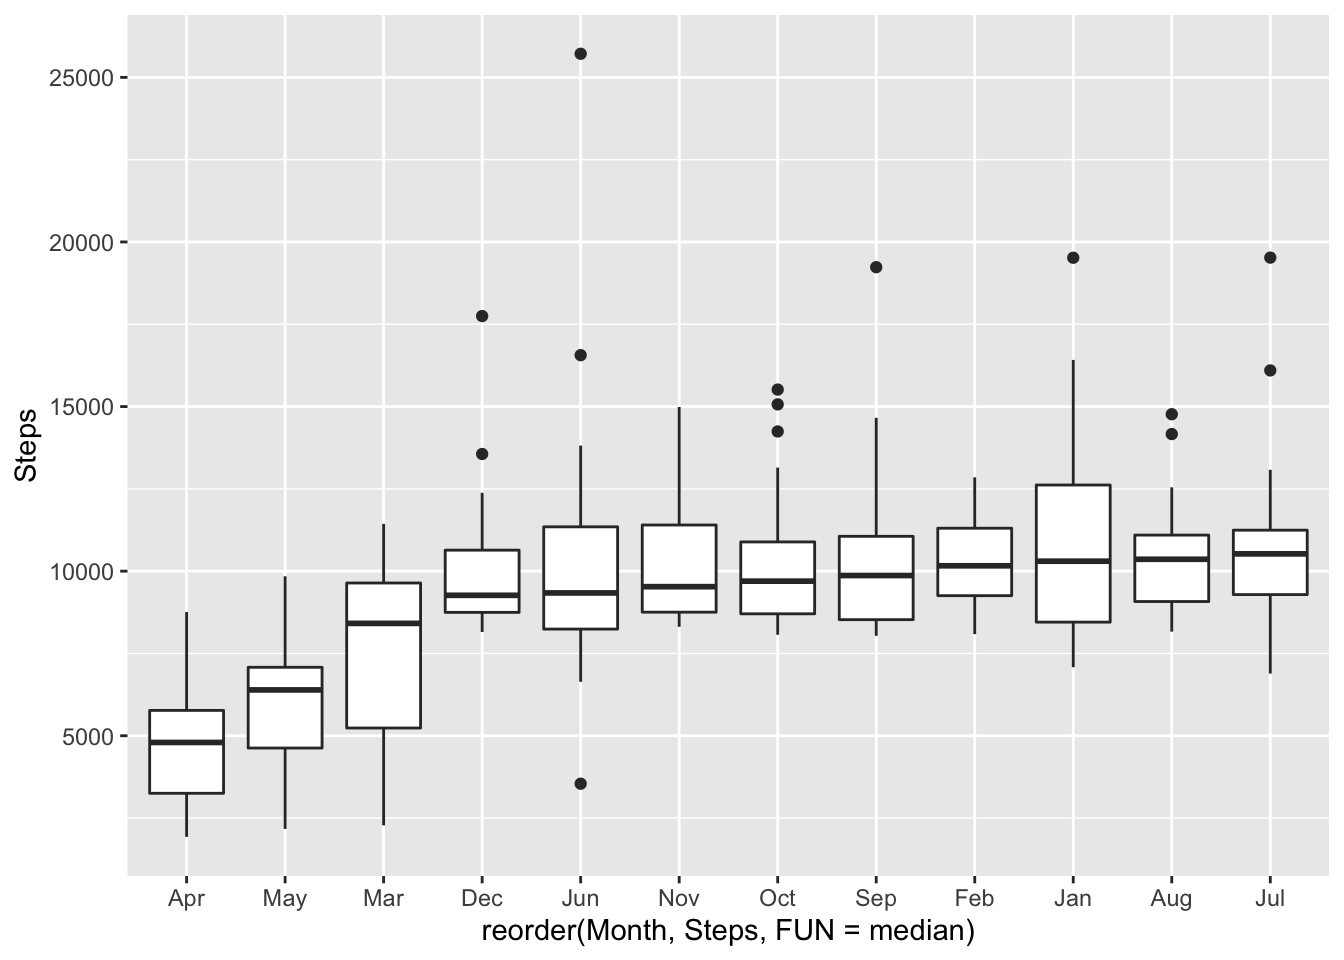 25000
20000
15000
10000
5000
Steps
Apr May Mar Dec Jun Nov Oct Sep Feb Jan Aug Jul
reorder(Month, Steps, FUN = median)